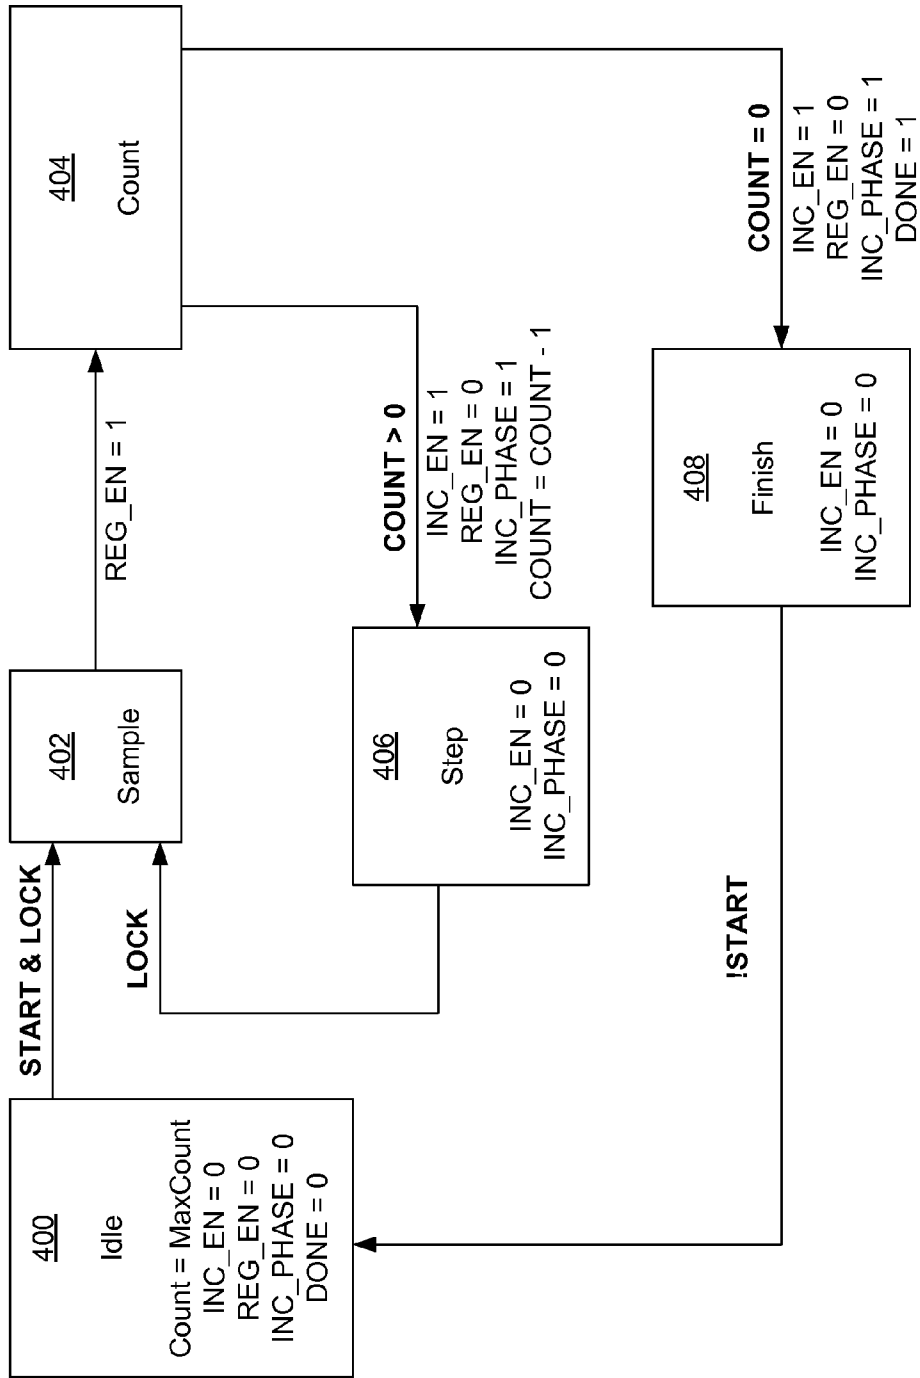 400
Idle
Count = MaxCount
INC_EN = 0
REG_EN = 0
INC_PHASE = 0
DONE = 0
START & LOCK
LOCK
402
Sample
REG_EN = 1
404
Count
406
Step
INC_EN = 0
INC_PHASE = 0
COUNT > 0
INC_EN = 1
REG_EN = 0
INC_PHASE = 1
COUNT = COUNT - 1
!START
408
Finish
INC_EN = 0
INC_PHASE = 0
COUNT = 0
INC_EN = 1
REG_EN = 0
INC_PHASE = 1
DONE = 1